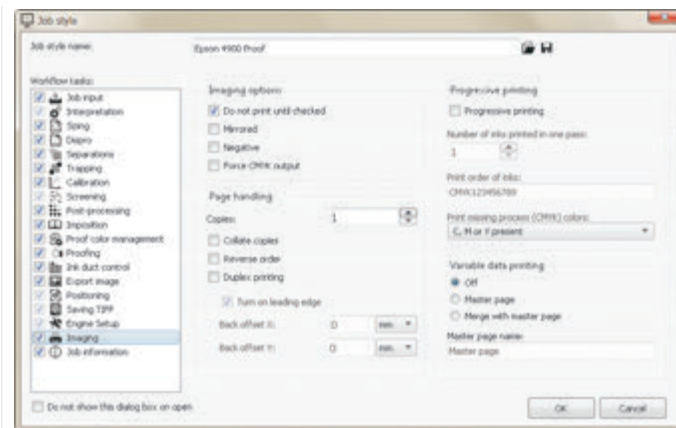 Job style
Job style name:
Epson 4900 Proof
Workflow tasks:
Job input
Interpretation
Sizing
Dispro
Separations
Trapping
Calibration
Screening
Post-processing
Imposition
Proof color management
Proofing
Ink duct control
Export image
Positioning
Saving TIFF
Engine Setup
Imaging
Job information
Do not show this dialog box on open
Imaging options
Do not print until checked
Mirrored
Negative
Force CMYK output
Page handling
Copies:
1
Collate copies
Reverse order
Duplex printing
Turn on leading edge
Back offset X:
0
mm.
Back offset Y:
0
mm.
Progressive printing
Progressive printing
Number of inks printed in one pass:
1
Print order of inks:
CMYK123456789
Print missing process (CMYK) colors:
C, M or Y present
Variable data printing
Off
Master page
Merge with master page
Master page name:
Master page
OK
Cancel